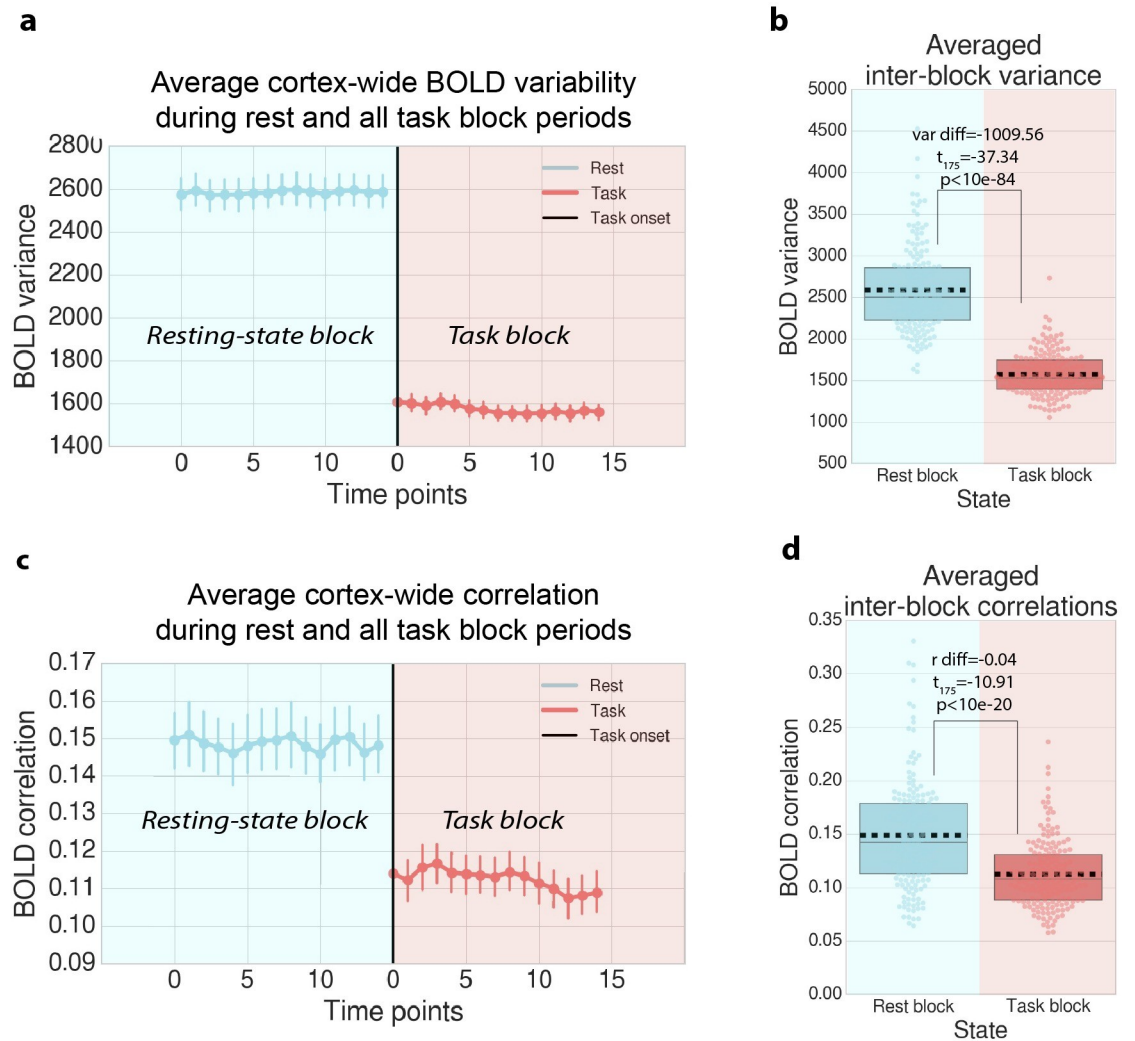 a
Average cortex-wide BOLD variability
during rest and all task block periods
2800
2600
2400
2200
2000
1800
1600
1400
BOLD variance
Rest
Task
Task onset
Resting-state block
Task block
0 5 10 0 5 10 15
Time points
b
Averaged
inter-block variance
5000
4500
4000
3500
3000
2500
2000
1500
1000
500
BOLD variance
var diff=-1009.56
t175=-37.34
p<10e-84
Rest block Task block
State
c
Average cortex-wide correlation
during rest and all task block periods
0.17
0.16
0.15
0.14
0.13
0.12
0.11
0.10
0.09
BOLD correlation
Rest
Task
Task onset
Resting-state block
Task block
0 5 10 0 5 10 15
Time points
d
Averaged
inter-block correlations
0.35
0.30
0.25
0.20
0.15
0.10
0.05
0.00
BOLD correlation
r diff=-0.04
t175=-10.91
p<10e-20
Rest block Task block
State